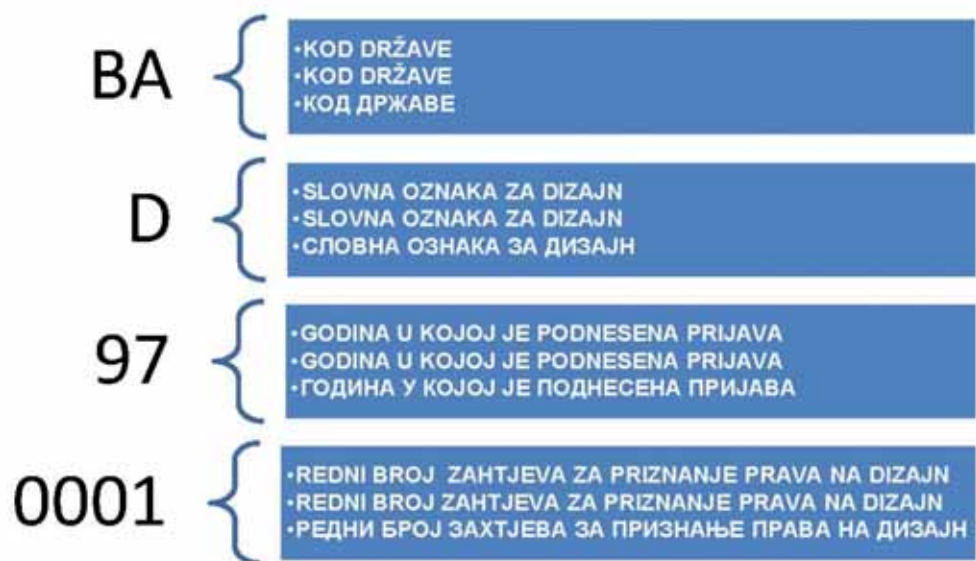 BA
•KOD DRŽAVE
•KOD DRŽAVE
•КОД ДРЖАВЕ
D
•SLOVNA OZNAKA ZA DIZAJN
•SLOVNA OZNAKA ZA DIZAJN
•СЛОВНА ОЗНАКА ЗА ДИЗАЈН
97
•GODINA U KOJOJ JE PODNESENA PRIJAVA
•GODINA U KOJOJ JE PODNESENA PRIJAVA
•ГОДИНА У КОЈОЈ ЈЕ ПОДНЕСЕНА ПРИЈАВА
0001
•REDNI BROJ ZAHTJEVA ZA PRIZNANJE PRAVA NA DIZAJN
•REDNI BROJ ZAHTJEVA ZA PRIZNANJE PRAVA NA DIZAJN
•РЕДНИ БРОЈ ЗАХТЈЕВА ЗА ПРИЗНАЊЕ ПРАВА НА ДИЗАЈН